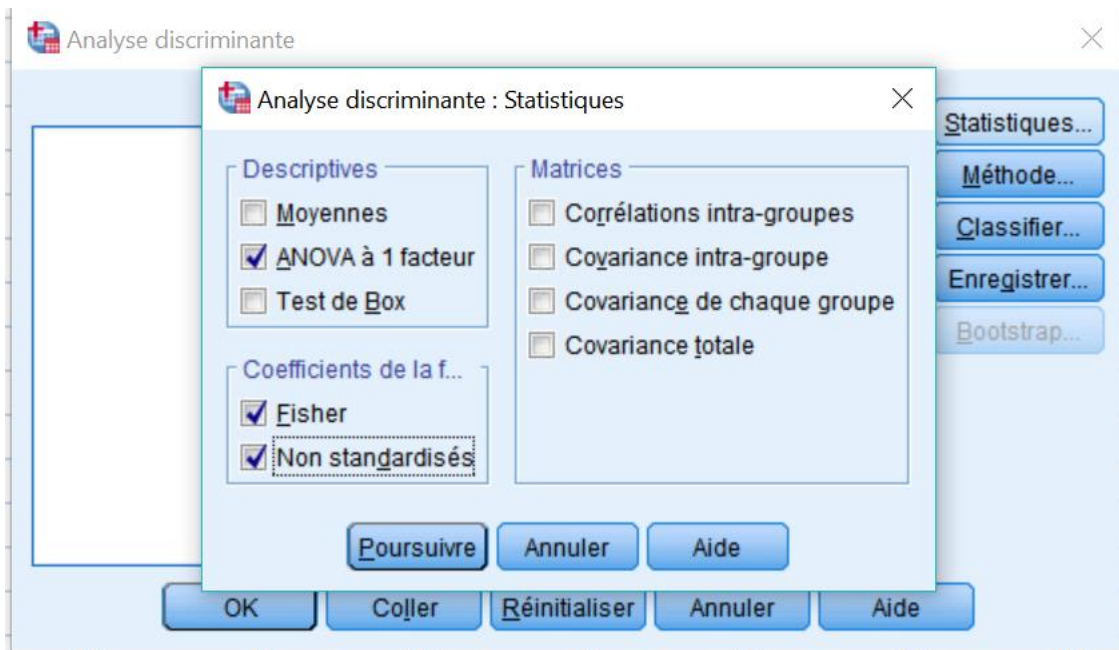 Analyse discriminante
Analyse discriminante : Statistiques
Descriptives
Moyennes
ANOVA à 1 facteur
Test de Box
Coefficients de la f...
Fisher
Non standardisés
Matrices
Corrélations intra-groupes
Covariance intra-groupe
Covariance de chaque groupe
Covariance totale
Poursuivre Annuler Aide
Statistiques...
Méthode...
Classifier...
Enregistrer...
Bootstrap...
OK Coller Réinitialiser Annuler Aide